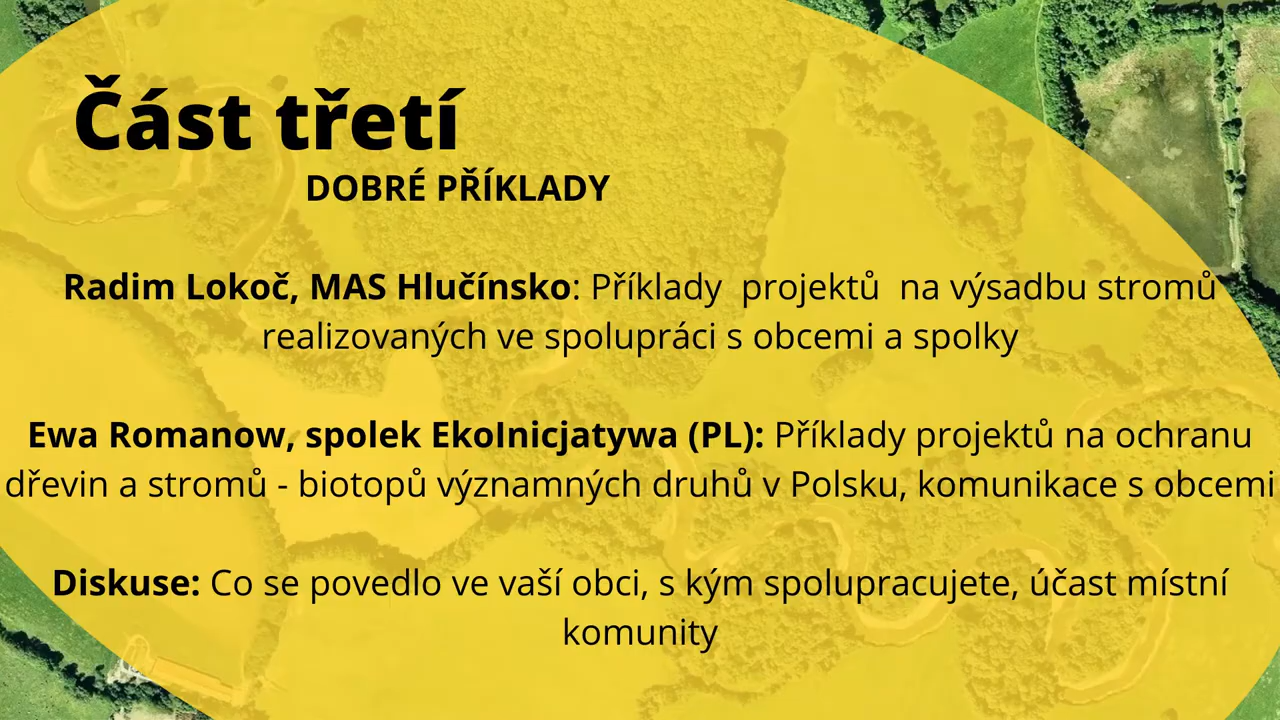 Část třetí
DOBRÉ PŘÍKLADY
Radim Lokoč, MAS Hlučínsko: Příklady projektů na výsadbu stromů
realizovaných ve spolupráci s obcemi a spolky
Ewa Romanow, spolek EkoInicjatywa (PL): Příklady projektů na ochranu
dřevin a stromů - biotopů významných druhů v Polsku, komunikace s obcemi
Diskuse: Co se povedlo ve vaší obci, s kým spolupracujete, účast místní
komunity